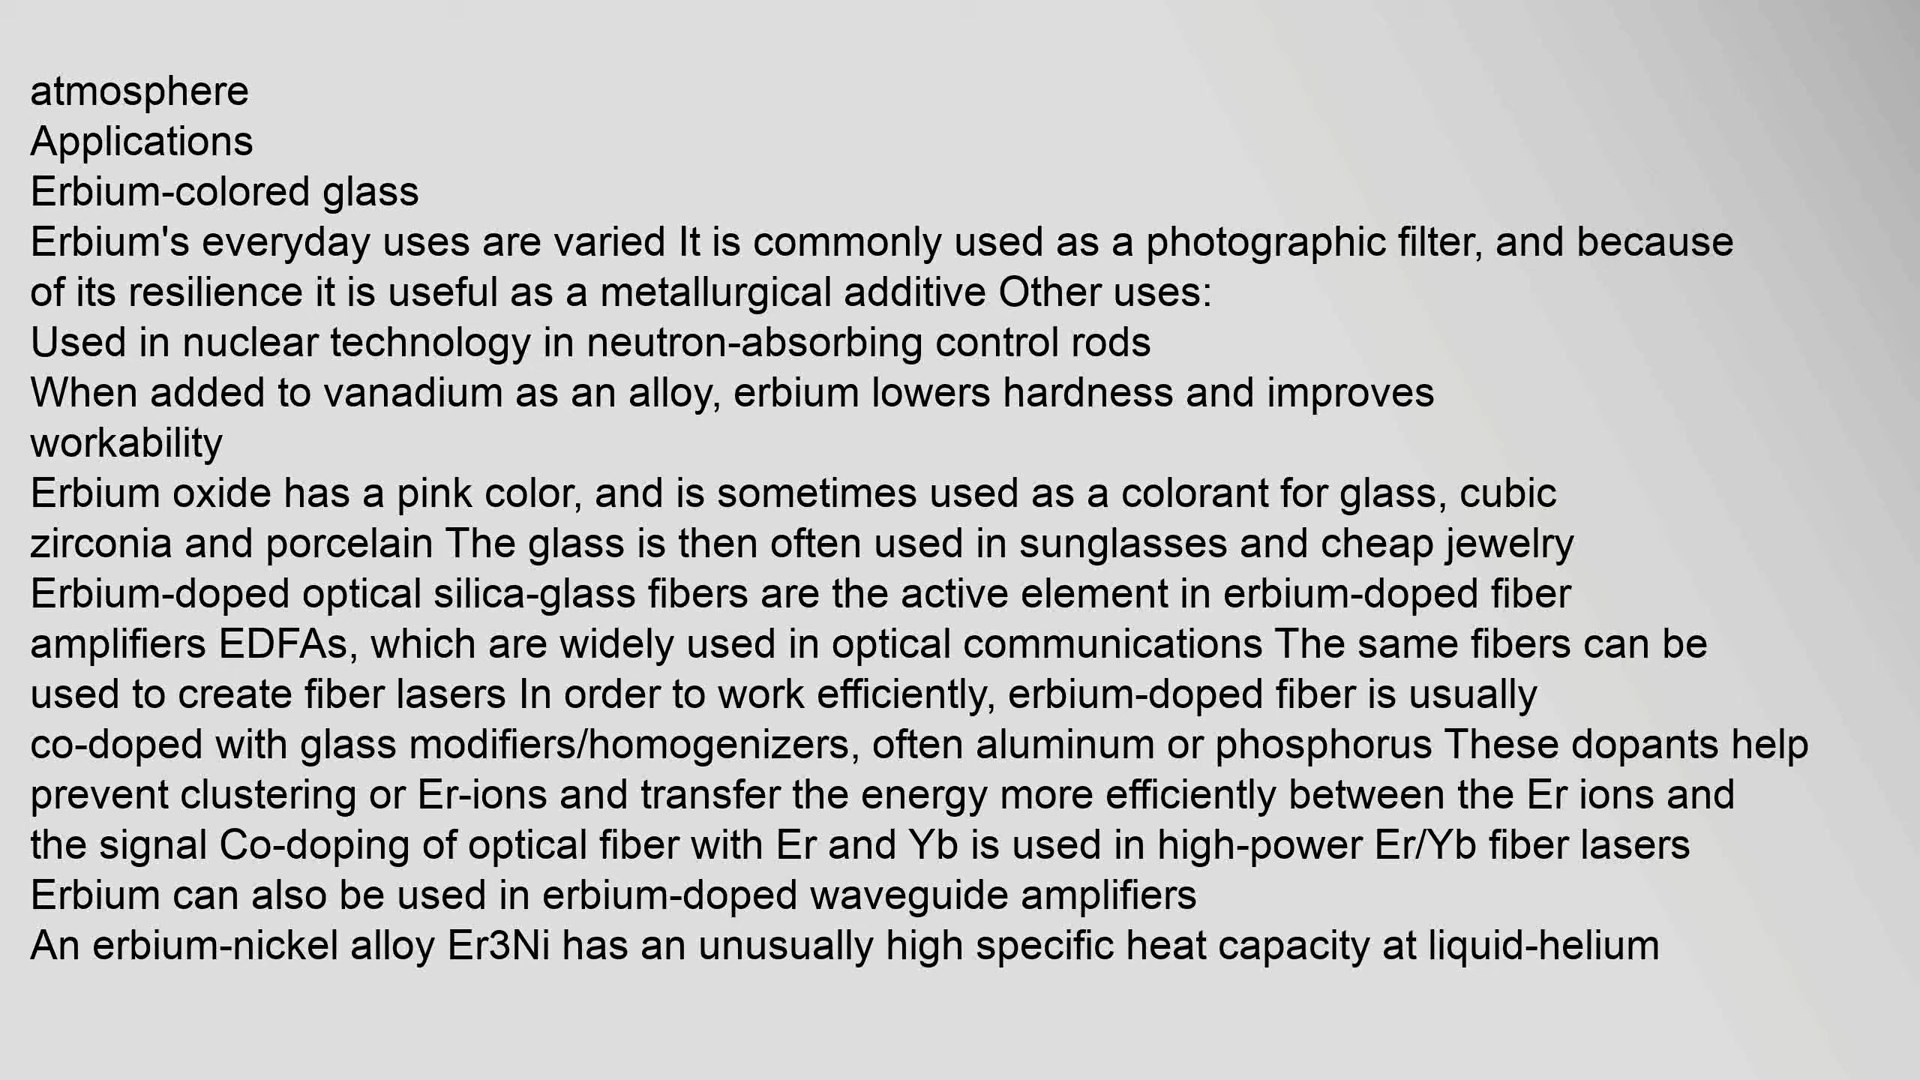 atmosphere
Applications
Erbium-colored glass
Erbium's everyday uses are varied It is commonly used as a photographic filter, and because
of its resilience it is useful as a metallurgical additive Other uses:
Used in nuclear technology in neutron-absorbing control rods
When added to vanadium as an alloy, erbium lowers hardness and improves
workability
Erbium oxide has a pink color, and is sometimes used as a colorant for glass, cubic
zirconia and porcelain The glass is then often used in sunglasses and cheap jewelry
Erbium-doped optical silica-glass fibers are the active element in erbium-doped fiber
amplifiers EDFAs, which are widely used in optical communications The same fibers can be
used to create fiber lasers In order to work efficiently, erbium-doped fiber is usually
co-doped with glass modifiers/homogenizers, often aluminum or phosphorus These dopants help
prevent clustering or Er-ions and transfer the energy more efficiently between the Er ions and
the signal Co-doping of optical fiber with Er and Yb is used in high-power Er/Yb fiber lasers
Erbium can also be used in erbium-doped waveguide amplifiers
An erbium-nickel alloy Er3Ni has an unusually high specific heat capacity at liquid-helium